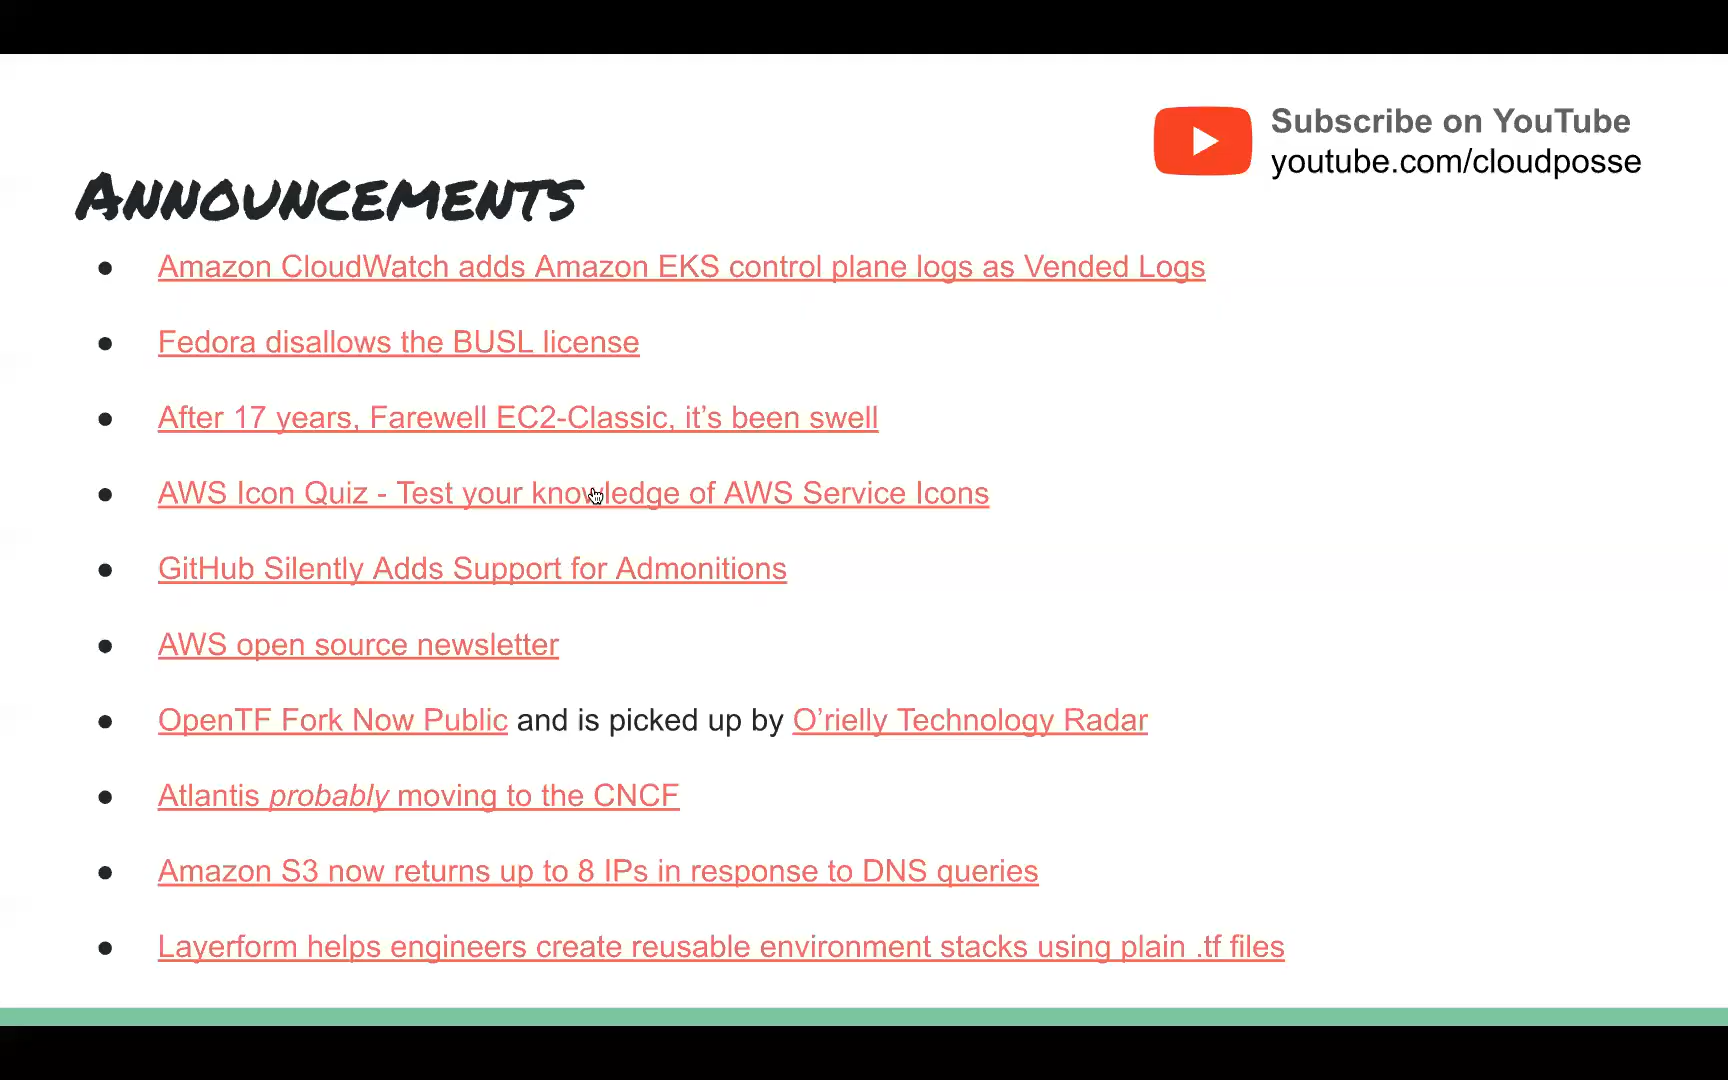 Subscribe on YouTube
youtube.com/cloudposse
ANNOUNCEMENTS
● Amazon CloudWatch adds Amazon EKS control plane logs as Vended Logs
● Fedora disallows the BUSL license
● After 17 years, Farewell EC2-Classic, it’s been swell
● AWS Icon Quiz - Test your knowledge of AWS Service Icons
● GitHub Silently Adds Support for Admonitions
● AWS open source newsletter
● OpenTF Fork Now Public and is picked up by O’rielly Technology Radar
● Atlantis probably moving to the CNCF
● Amazon S3 now returns up to 8 IPs in response to DNS queries
● Layerform helps engineers create reusable environment stacks using plain .tf files